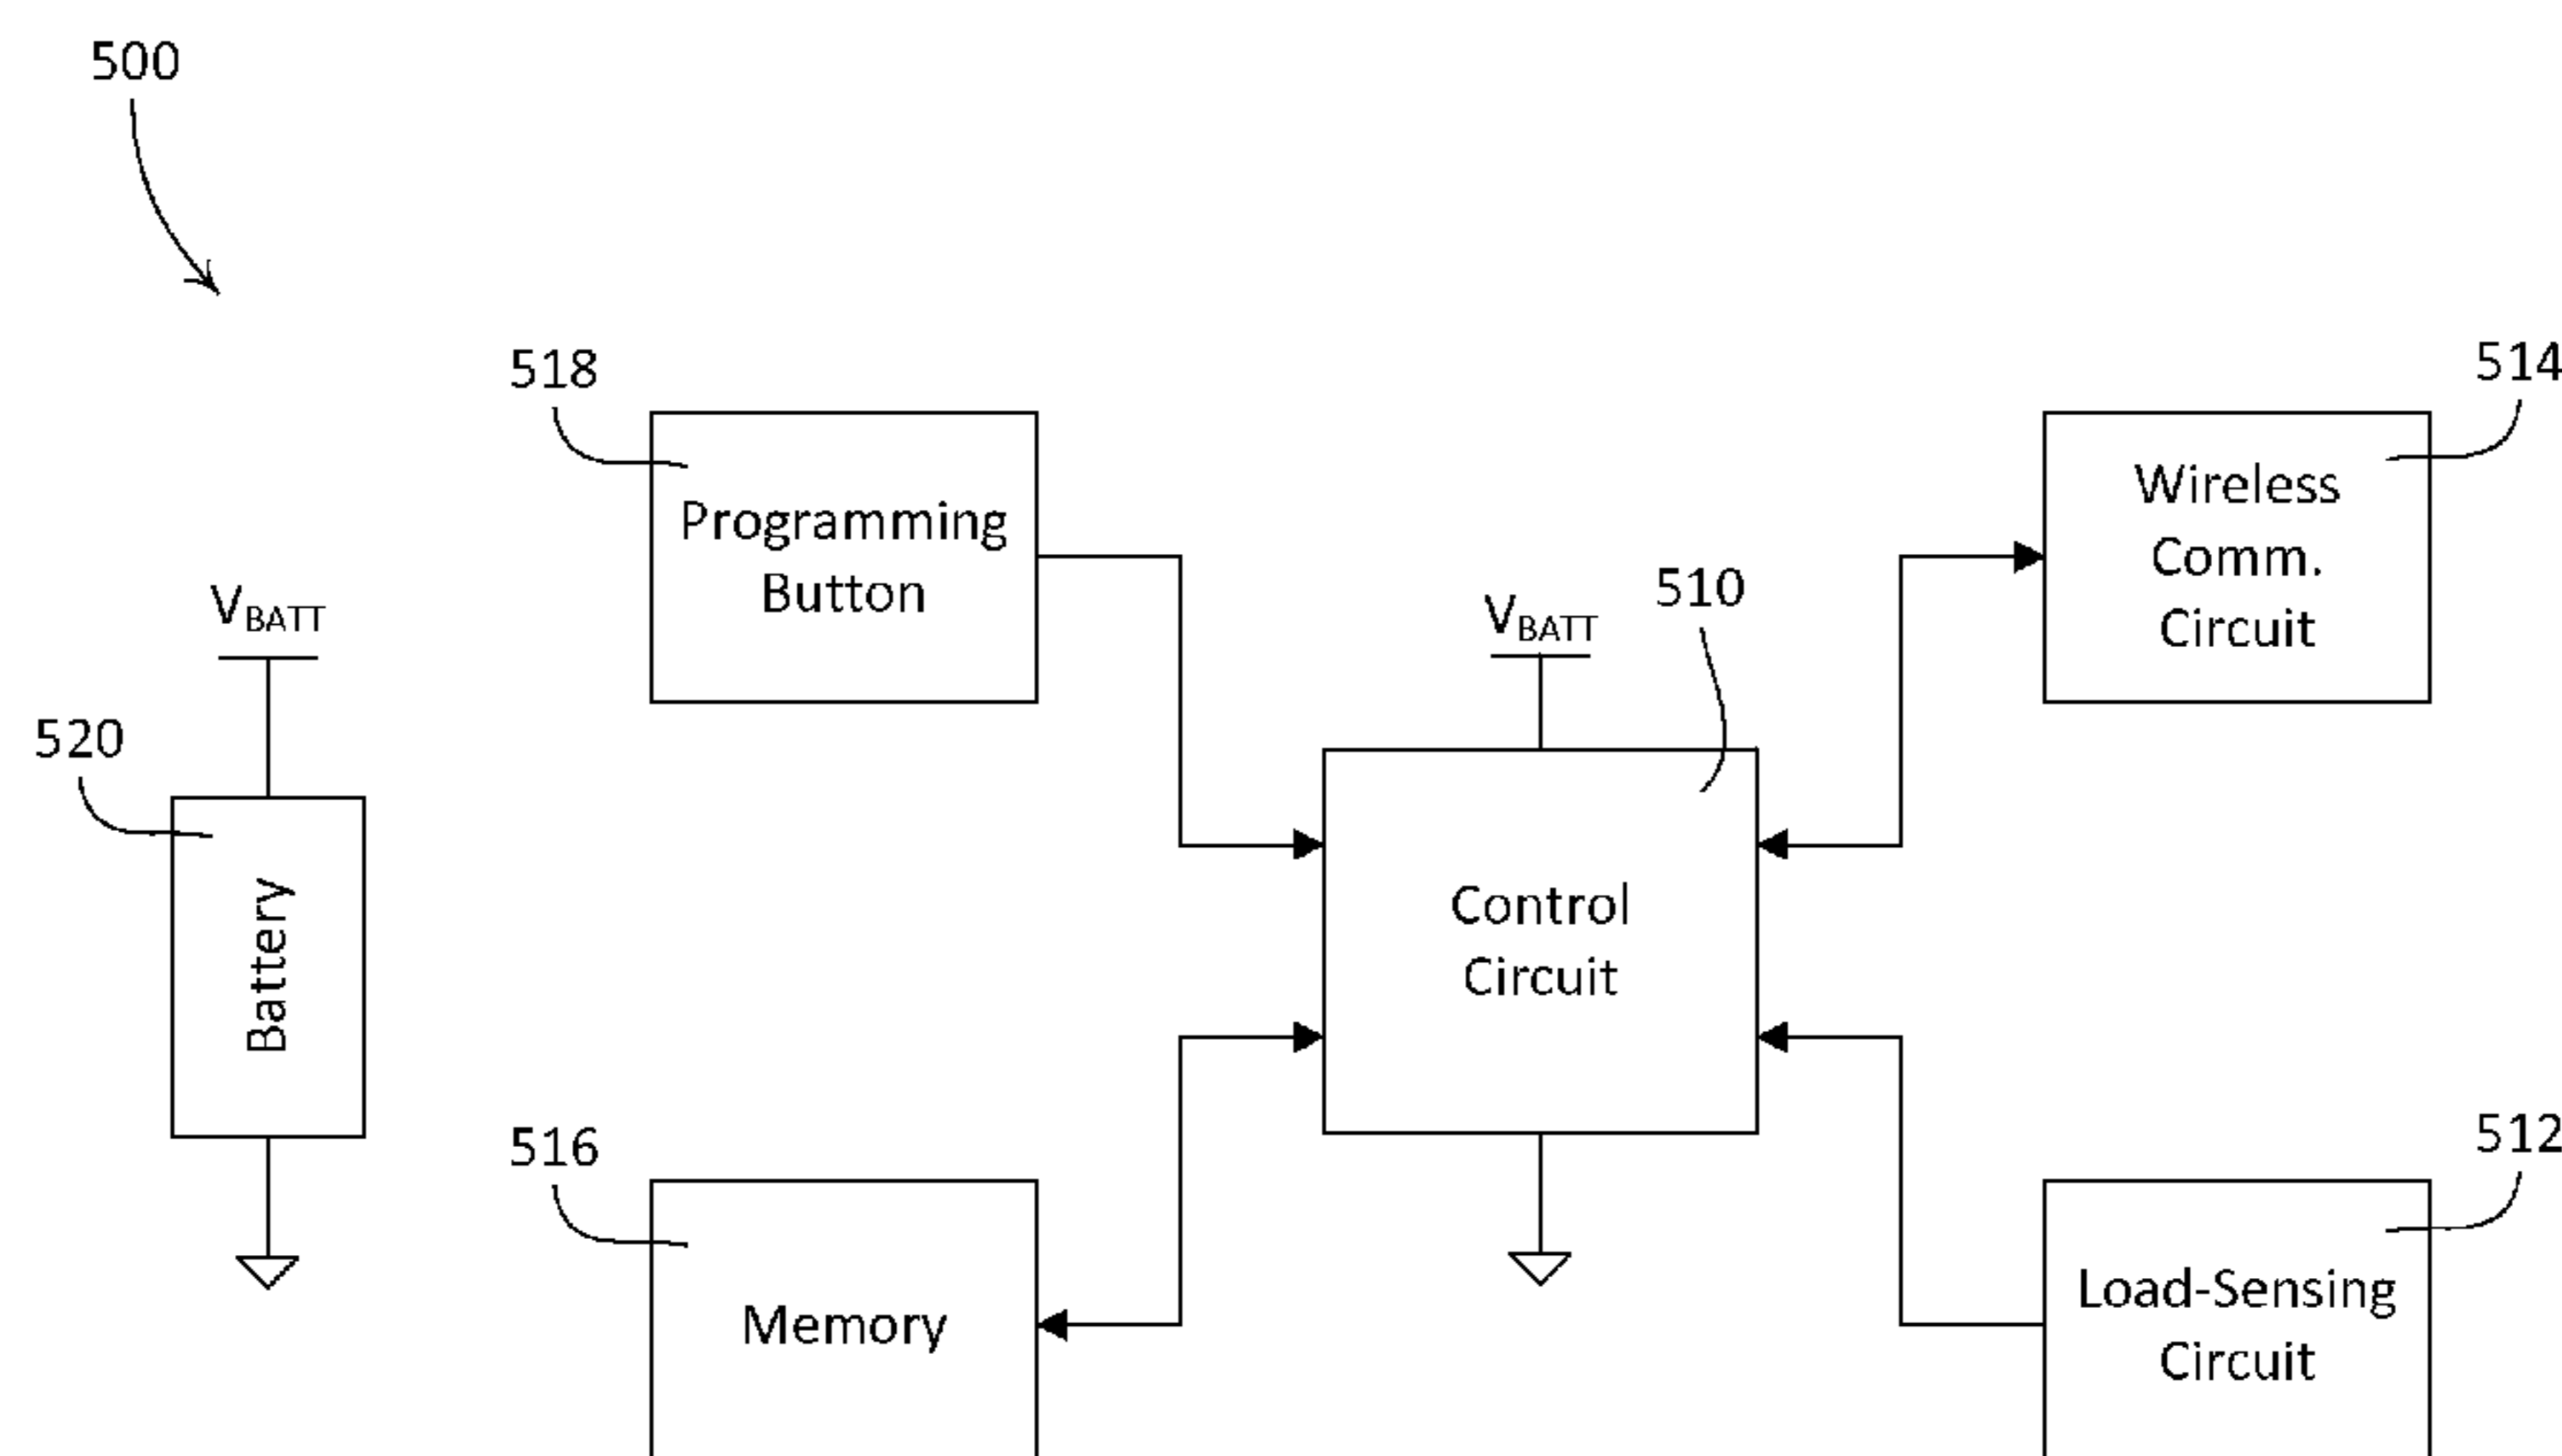 500
518
Programming
Button
514
Wireless
Comm.
Circuit
VBATT
520
Battery
VBATT
510
Control
Circuit
516
Memory
512
Load-Sensing
Circuit